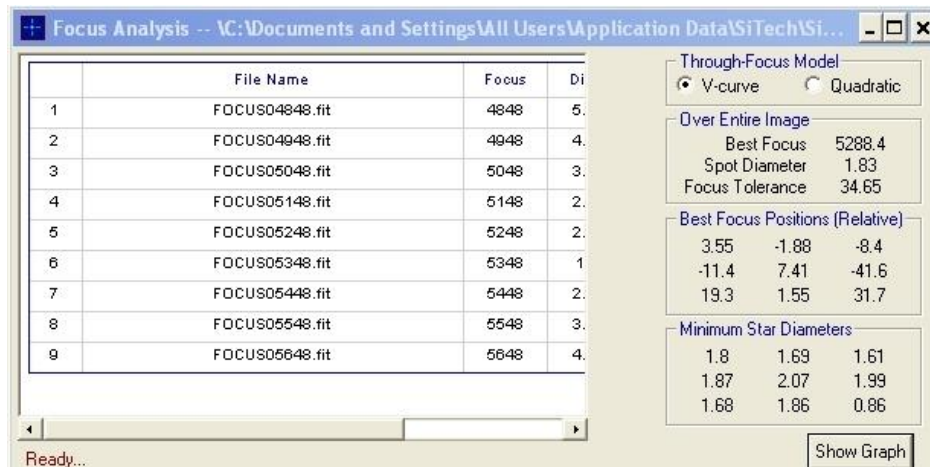 Focus Analysis -- \C:\Documents and Settings\All Users\Application Data\SiTech\Si...
File Name Focus Di
1 FOCUS04848.fit 4848 5.
2 FOCUS04948.fit 4948 4.
3 FOCUS05048.fit 5048 3.
4 FOCUS05148.fit 5148 2.
5 FOCUS05248.fit 5248 2.
6 FOCUS05348.fit 5348 1
7 FOCUS05448.fit 5448 2.
8 FOCUS05548.fit 5548 3.
9 FOCUS05648.fit 5648 4.
Ready...
Through-Focus Model
V-curve Quadratic
Over Entire Image
Best Focus 5288.4
Spot Diameter 1.83
Focus Tolerance 34.65
Best Focus Positions (Relative)
3.55 -1.88 -8.4
-11.4 7.41 -41.6
19.3 1.55 31.7
Minimum Star Diameters
1.8 1.69 1.61
1.87 2.07 1.99
1.68 1.86 0.86
Show Graph